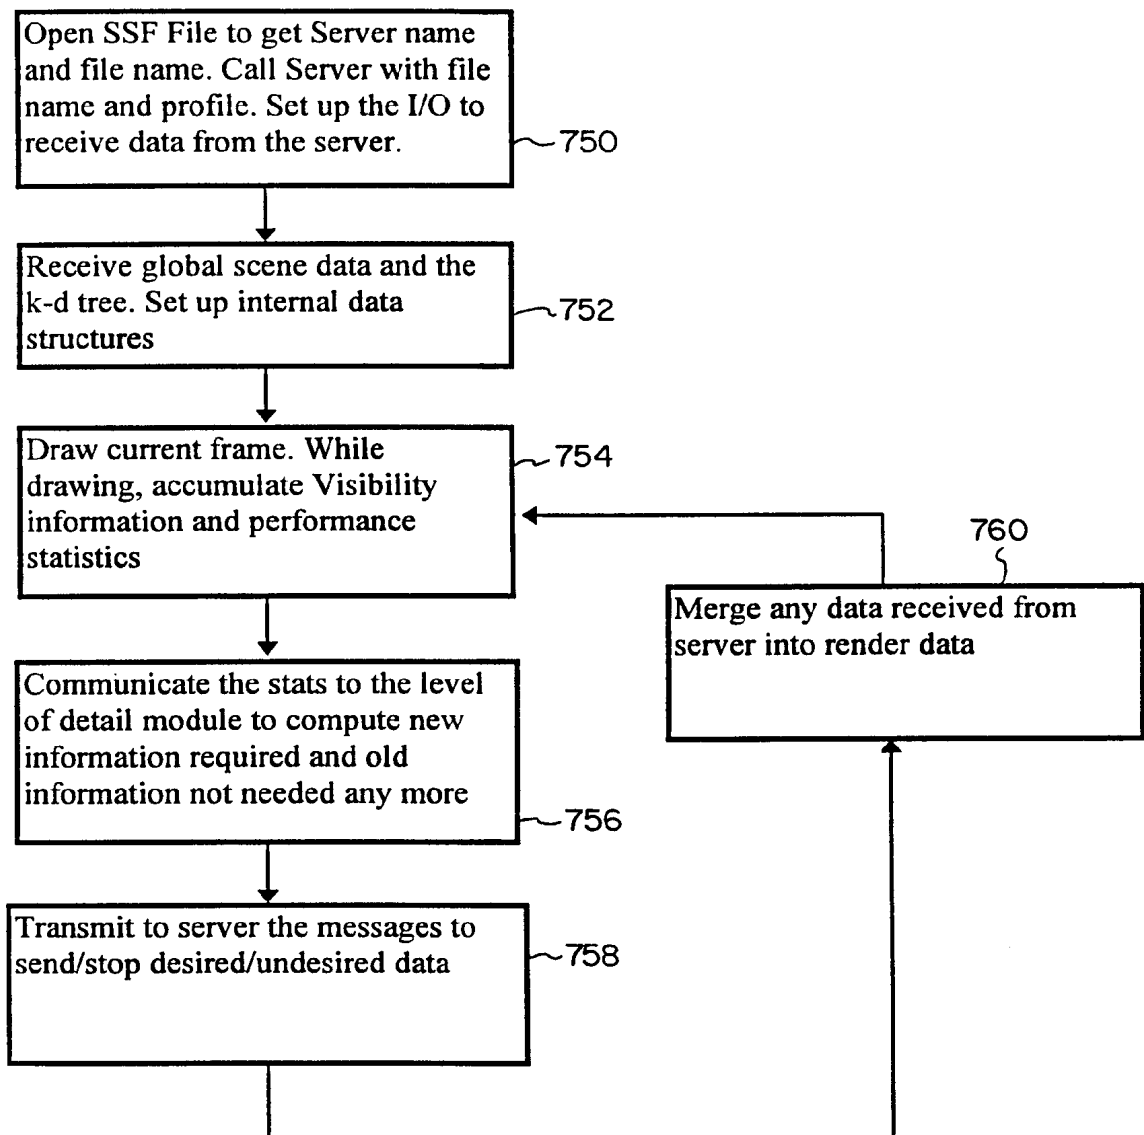 Open SSF File to get Server name
and file name. Call Server with file
name and profile. Set up the I/O to
receive data from the server.
750
Receive global scene data and the
k-d tree. Set up internal data
structures
752
Draw current frame. While
drawing, accumulate Visibility
information and performance
statistics
754
760
Merge any data received from
server into render data
Communicate the stats to the level
of detail module to compute new
information required and old
information not needed any more
756
Transmit to server the messages to
send/stop desired/undesired data
758